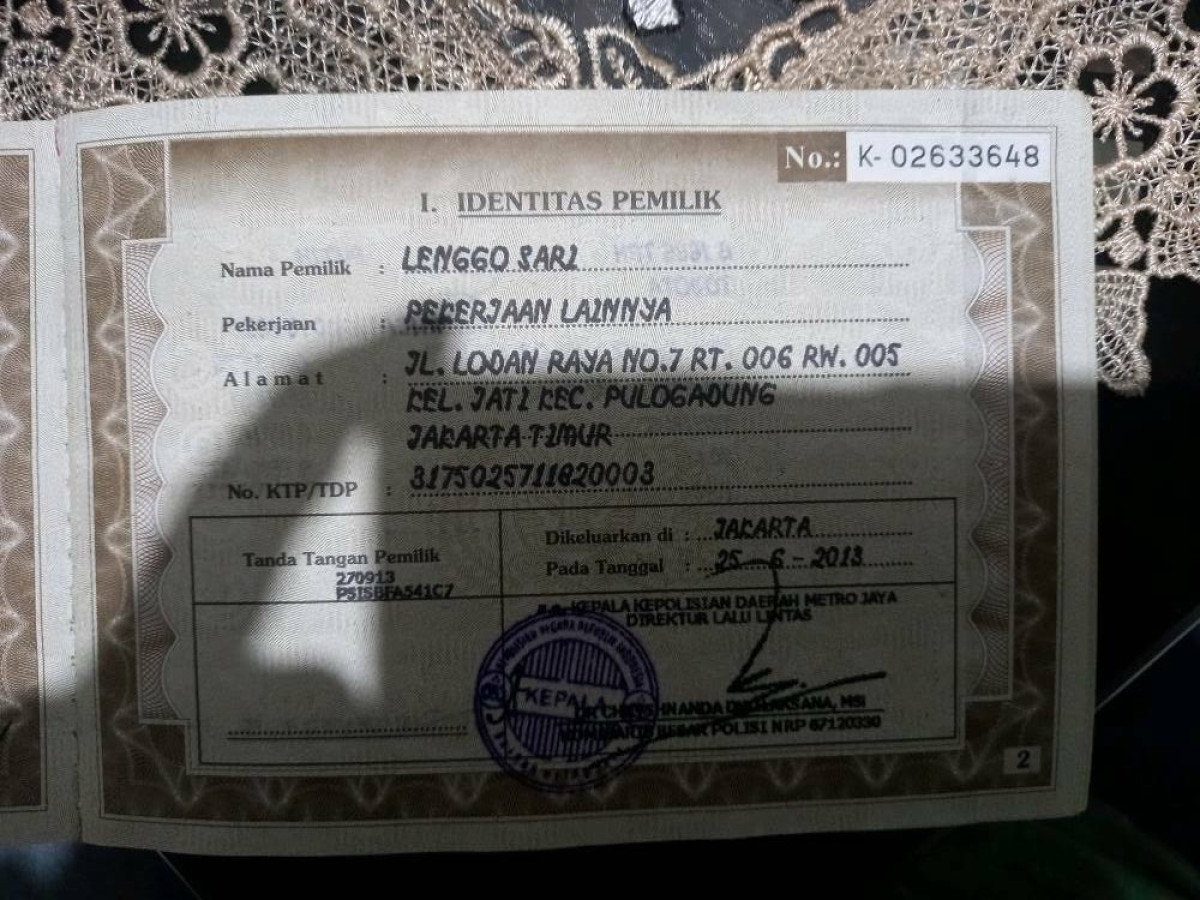 No.: K- 02633648
I. IDENTITAS PEMILIK
Nama Pemilik : LENGGO SARI
Pekerjaan : PEKERJAAN LAINNYA
Alamat : JL. LODAN RAYA NO.7 RT. 006 RW. 005
KEL. JATI KEC. PULOGADUNG
JAKARTA TIMUR
No. KTP/TDP : 3175025711820003
Dikeluarkan di : JAKARTA
Pada Tanggal : 25-6-2013
Tanda Tangan Pemilik
270913
KEPALA KEPOLISIAN DAERAH METRO JAYA
DIREKTUR LALU LINTAS
KEPALA
MSI
BESAR POLISI NRP 67120330
2